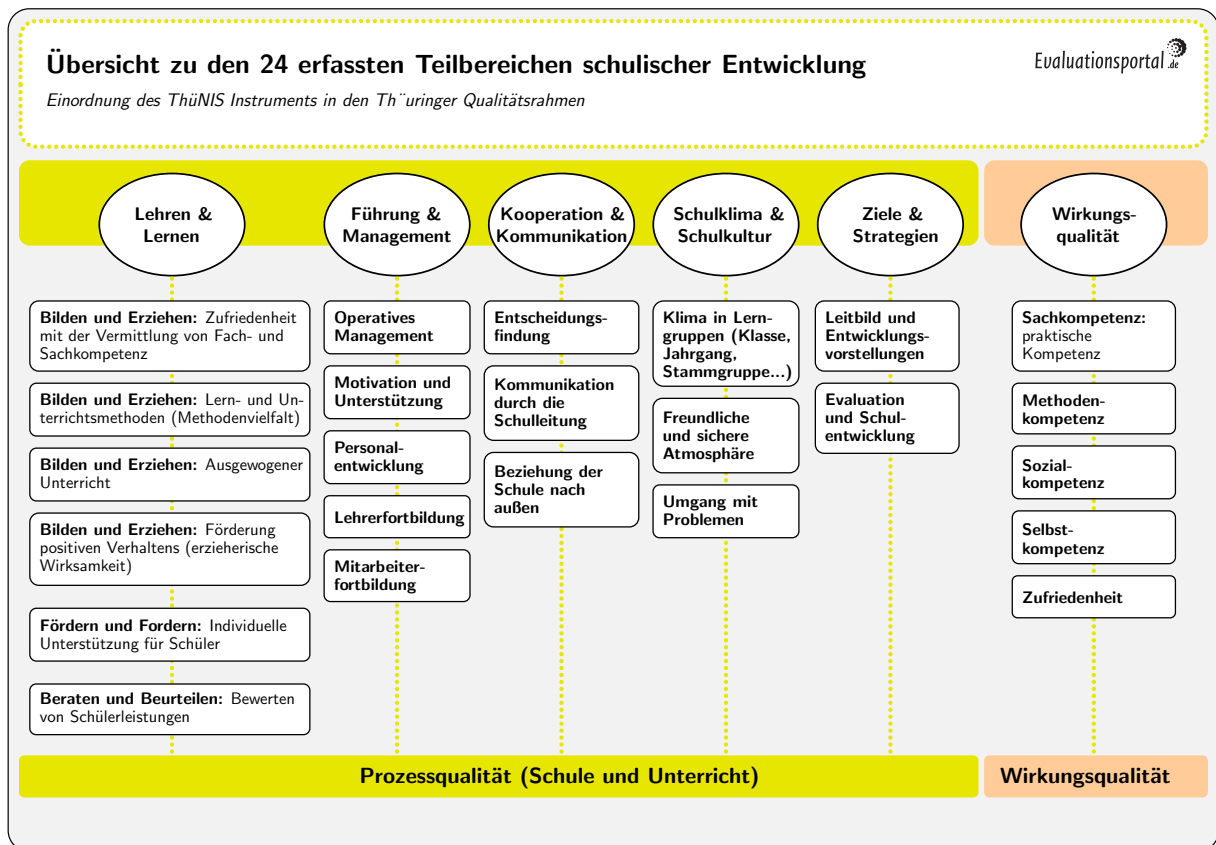 Übersicht zu den 24 erfassten Teilbereichen schulischer Entwicklung
Einordnung des ThüNIS Instruments in den Th¨uringer Qualitätsrahmen
Evaluationsportal.de
Lehren &
Lernen
Führung &
Management
Kooperation &
Kommunikation
Schulklima &
Schulkultur
Ziele &
Strategien
Wirkungs-
qualität
Bilden und Erziehen: Zufriedenheit
mit der Vermittlung von Fach- und
Sachkompetenz
Bilden und Erziehen: Lern- und Un-
terrichtsmethoden (Methodenvielfalt)
Bilden und Erziehen: Ausgewogener
Unterricht
Bilden und Erziehen: Förderung
positiven Verhaltens (erzieherische
Wirksamkeit)
Fördern und Fordern: Individuelle
Unterstützung für Schüler
Beraten und Beurteilen: Bewerten
von Schülerleistungen
Operatives
Management
Motivation und
Unterstützung
Personal-
entwicklung
Lehrerfortbildung
Mitarbeiter-
fortbildung
Entscheidungs-
findung
Kommunikation
durch die
Schulleitung
Beziehung der
Schule nach
außen
Klima in Lern-
gruppen (Klasse,
Jahrgang,
Stammgruppe...)
Freundliche
und sichere
Atmosphäre
Umgang mit
Problemen
Leitbild und
Entwicklungs-
vorstellungen
Evaluation
und Schul-
entwicklung
Sachkompetenz:
praktische
Kompetenz
Methoden-
kompetenz
Sozial-
kompetenz
Selbst-
kompetenz
Zufriedenheit
Prozessqualität (Schule und Unterricht)
Wirkungsqualität